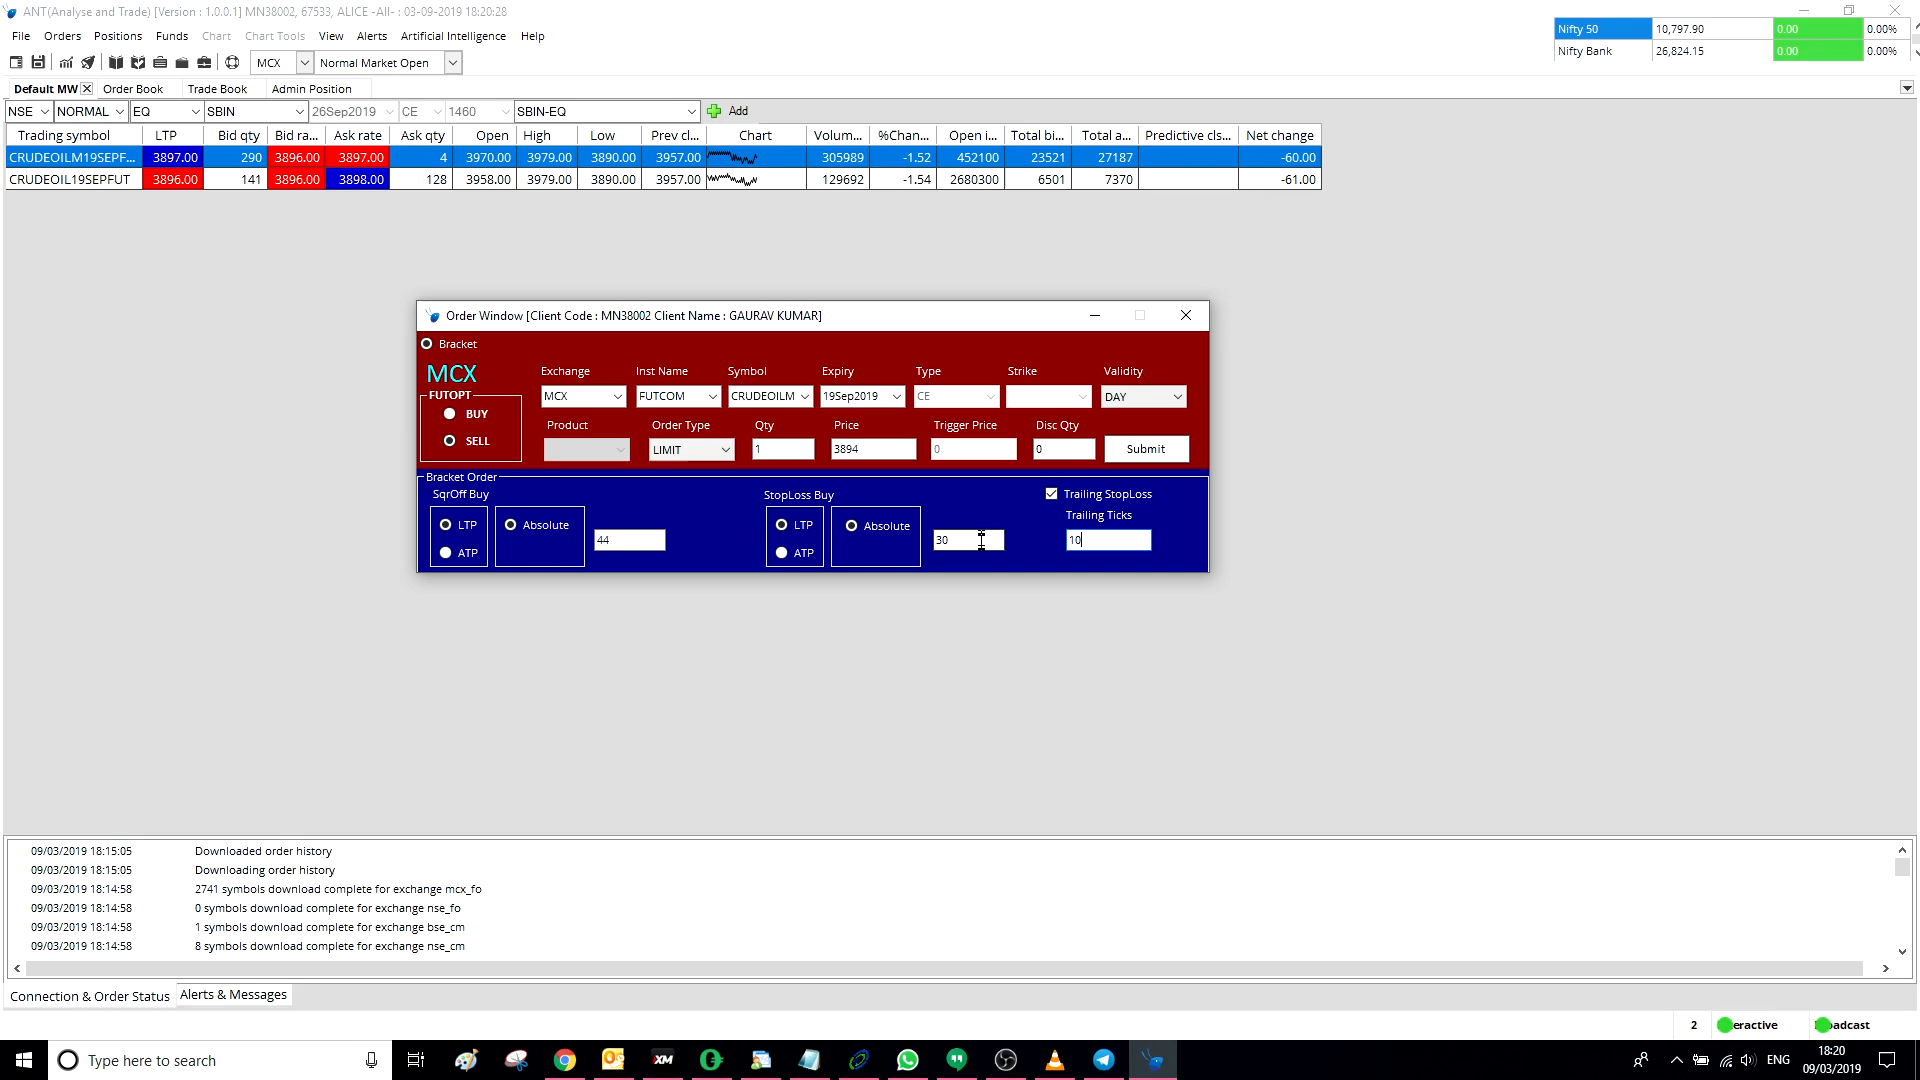 ANT(Analyse and Trade) [Version : 1.0.0.1] MN38002, 67533, ALICE -All- : 03-09-2019 18:20:28
File Orders Positions Funds Chart Chart Tools View Alerts Artificial Intelligence Help
Nifty 50 10,797.90 0.00 0.00%
Nifty Bank 26,824.15 0.00 0.00%
MCX Normal Market Open
Default MW Order Book Trade Book Admin Position
NSE NORMAL EQ SBIN 26Sep2019 CE 1460 SBIN-EQ Add
Trading symbol LTP Bid qty Bid ra... Ask rate Ask qty Open High Low Prev cl... Chart Volum... %Chan... Open i... Total bi... Total a... Predictive cls... Net change
CRUDEOILM19SEPF... 3897.00 290 3896.00 3897.00 4 3970.00 3979.00 3890.00 3957.00 305989 -1.52 452100 23521 27187 -60.00
CRUDEOIL19SEPFUT 3896.00 141 3896.00 3898.00 128 3958.00 3979.00 3890.00 3957.00 129692 -1.54 2680300 6501 7370 -61.00
Order Window [Client Code : MN38002 Client Name : GAURAV KUMAR]
Bracket
MCX
FUTOPT
BUY
SELL
Exchange Inst Name Symbol Expiry Type Strike Validity
MCX FUTCOM CRUDEOILM 19Sep2019 CE DAY
Product Order Type Qty Price Trigger Price Disc Qty
LIMIT 1 3894 0 0 Submit
Bracket Order
SqrOff Buy StopLoss Buy Trailing StopLoss
Trailing Ticks
LTP Absolute LTP Absolute
44 30 10
ATP ATP
09/03/2019 18:15:05 Downloaded order history
09/03/2019 18:15:05 Downloading order history
09/03/2019 18:14:58 2741 symbols download complete for exchange mcx_fo
09/03/2019 18:14:58 0 symbols download complete for exchange nse_fo
09/03/2019 18:14:58 1 symbols download complete for exchange bse_cm
09/03/2019 18:14:58 8 symbols download complete for exchange nse_cm
Connection & Order Status Alerts & Messages
2 eractive adcast
Type here to search
XM
ENG
18:20
09/03/2019